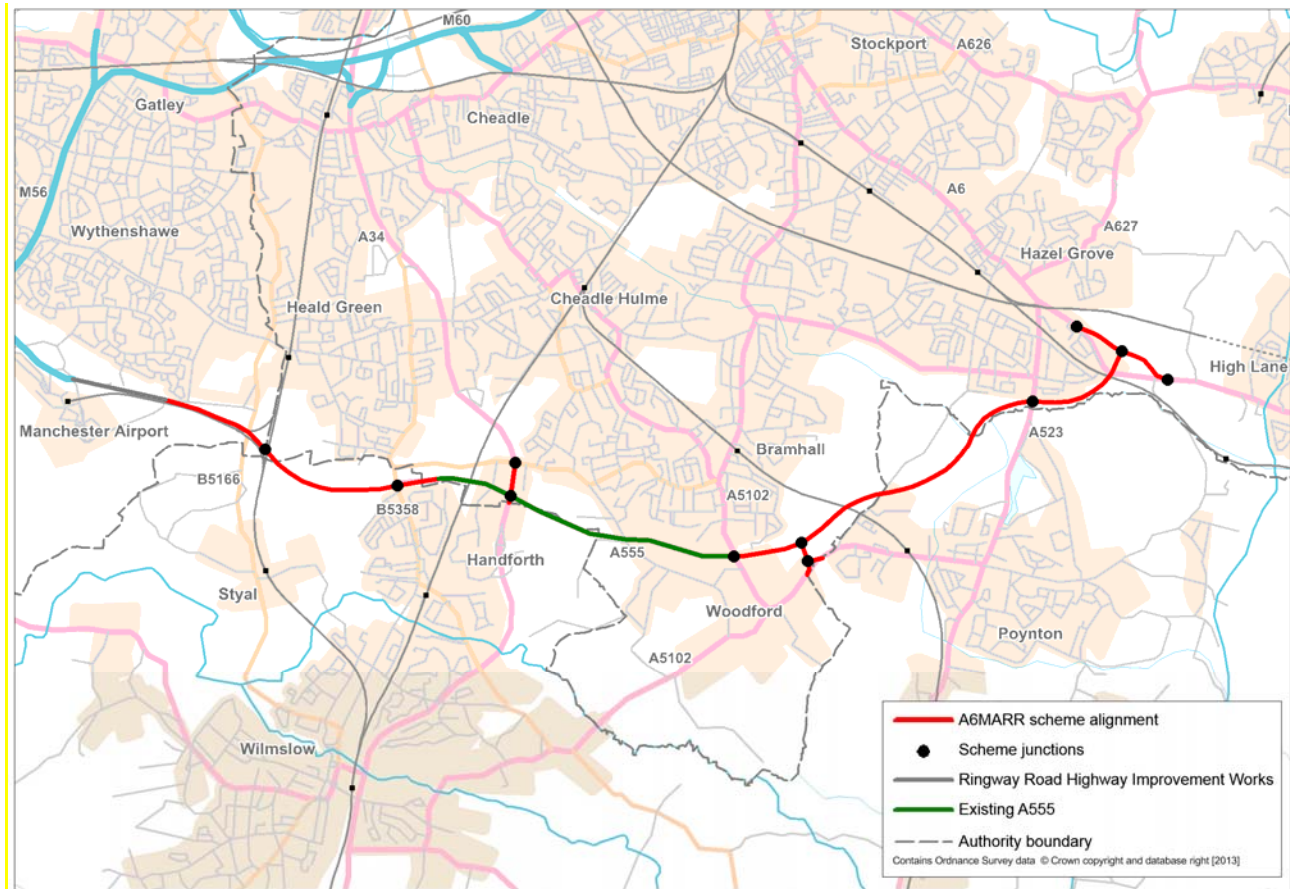 M60
Stockport
A626
Gatley
Cheadle
M56
A6
Wythenshawe
A627
A34
Hazel Grove
Heald Green
Cheadle Hulme
High Lane
Manchester Airport
A523
Bramhall
B5166
A5102
B5358
A555
Handforth
Styal
Woodford
Poynton
A5102
Wilmslow
A6MARR scheme alignment
Scheme junctions
Ringway Road Highway Improvement Works
Existing A555
Authority boundary
Contains Ordnance Survey data © Crown copyright and database right [2013]